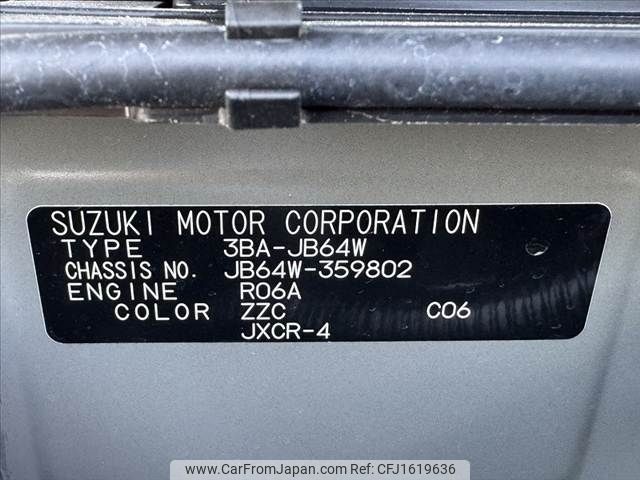 SUZUKI MOTOR CORPORATION
TYPE 3BA-JB64W
CHASSIS NO. JB64W-359802
ENGINE R06A
COLOR ZZC C06
JXCR-4
www.CarFromJapan.com - CFJ1619636